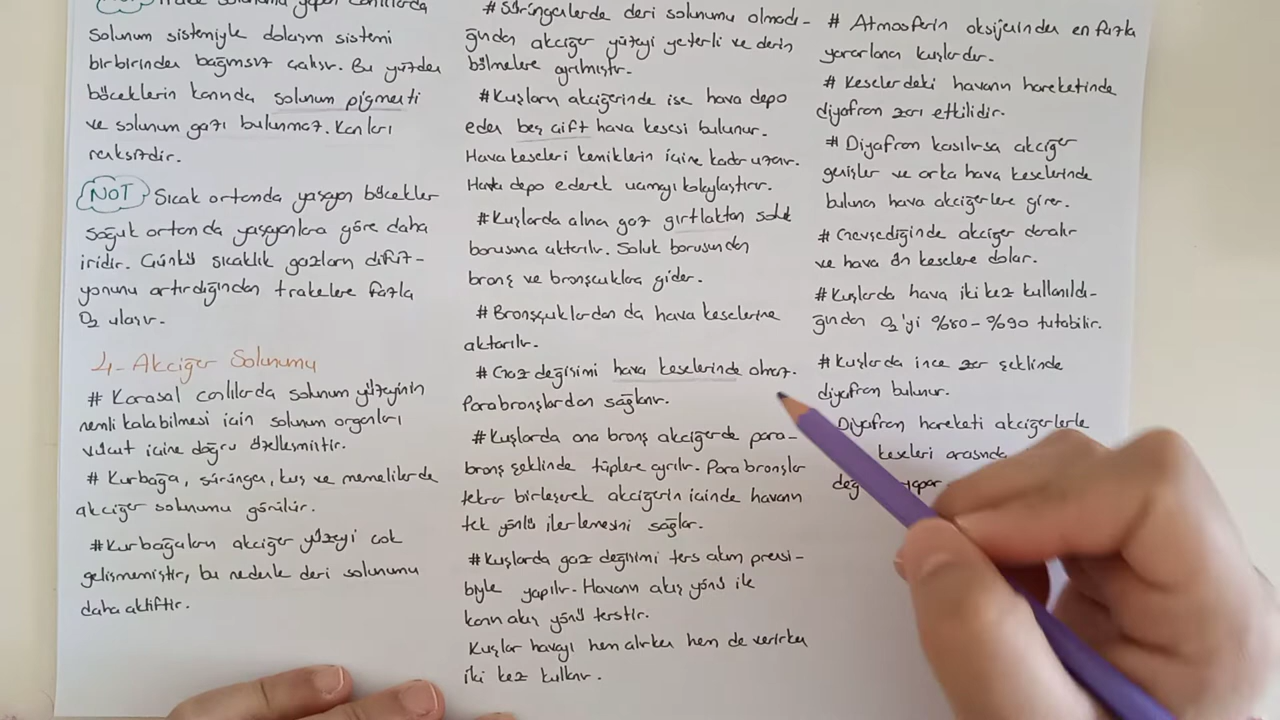 NOT
solunumu yapan canlılarda
Solunum sistemiyle dolaşım sistemi
birbirinden bağımsız çalışır. Bu yüzden
böceklerin kanında solunum pigmenti
ve solunum gazı bulunmaz. Kanları
renksizdir.
NOT Sıcak ortamda yaşayan böcekler
soğuk ortamda yaşayanlara göre daha
iridir. Çünkü sıcaklık gazların difüz-
yonunu artırdığından trakelere fazla
O2 ulaşır.
4- Akciğer Solunumu
# Karasal canlılarda solunum yüzeyinin
nemli kalabilmesi için solunum organları
vücut içine doğru özelleşmiştir.
# Kurbağa, sürüngen, kuş ve memelilerde
akciğer solunumu görülür.
# Kurbağaların akciğer yüzeyi çok
gelişmemiştir, bu nedenle deri solunumu
daha aktiftir.
# Sürüngenlerde deri solunumu olmadı-
ğından akciğer yüzeyi yeterli ve derin
bölmelere ayrılmıştır.
# Kuşların akciğerinde ise hava depo
eden beş çift hava kesesi bulunur.
Hava keseleri kemiklerin içine kadar uzanır.
Hava depo ederek uçmayı kolaylaştırır.
# Kuşlarda alınan gaz gırtlaktan soluk
borusuna aktarılır. Soluk borusundan
bronş ve bronşcuklara gider.
# Bronşçuklardan da hava keselerine
aktarılır.
# Gaz değişimi hava keselerinde olmaz.
Parabronşlardan sağlanır.
# Kuşlarda ana bronş akciğerde para-
bronş şeklinde tüplere ayrılır. Parabronşlar
tekrar birleşerek akciğerin içinde havanın
tek yönlü ilerlemesini sağlar.
# Kuşlarda gaz değişimi ters akım prensi-
biyle yapılır. Havanın akış yönü ile
kanın akış yönü terstir.
Kuşlar havayı hem alırken hem de verirken
iki kez kullanır.
# Atmosferin oksijeninden en fazla
yararlanan kuşlardır.
# Keselerdeki havanın hareketinde
diyafram zarı etkilidir.
# Diyafram kasılırsa akciğer
genişler ve arka hava keselerinde
bulunan hava akciğerlere girer.
# Gevşediğinde akciğer daralır
ve hava ön keselere dolar.
# Kuşlarda hava iki kez kullanıldı-
ğından O2'yi %80 - %90 tutabilir.
# Kuşlarda ince zar şeklinde
diyafram bulunur.
Diyafram hareketi akciğerlerle
keseleri arasında